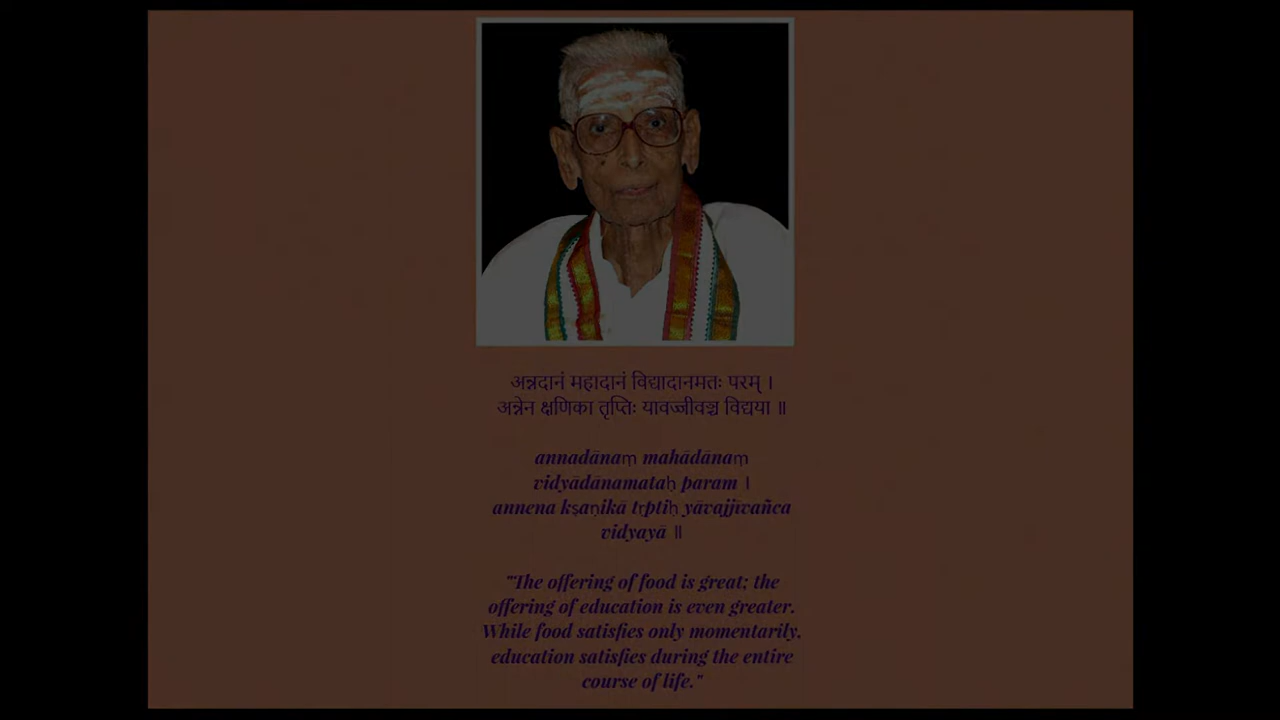 अन्नदानं महादानं विद्यादानमतः परम् ।
अन्नेन क्षणिका तृप्तिः यावज्जीवञ्च विद्यया ॥
annadānaṃ mahādānaṃ
vidyādānamataḥ param ।
annena kṣaṇikā tṛptiḥ yāvajjīvañca
vidyayā ॥
"The offering of food is great; the
offering of education is even greater.
While food satisfies only momentarily,
education satisfies during the entire
course of life."